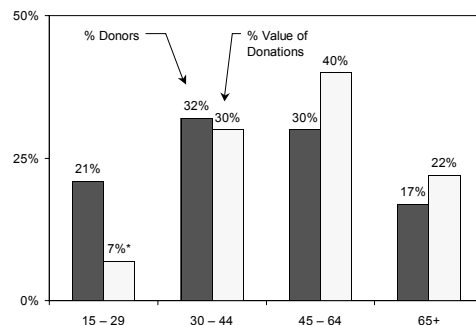 50%
% Donors
% Value of
Donations
40%
32%
30%
30%
25%
21%
22%
17%
7%*
0%
15 – 29
30 – 44
45 – 64
65+